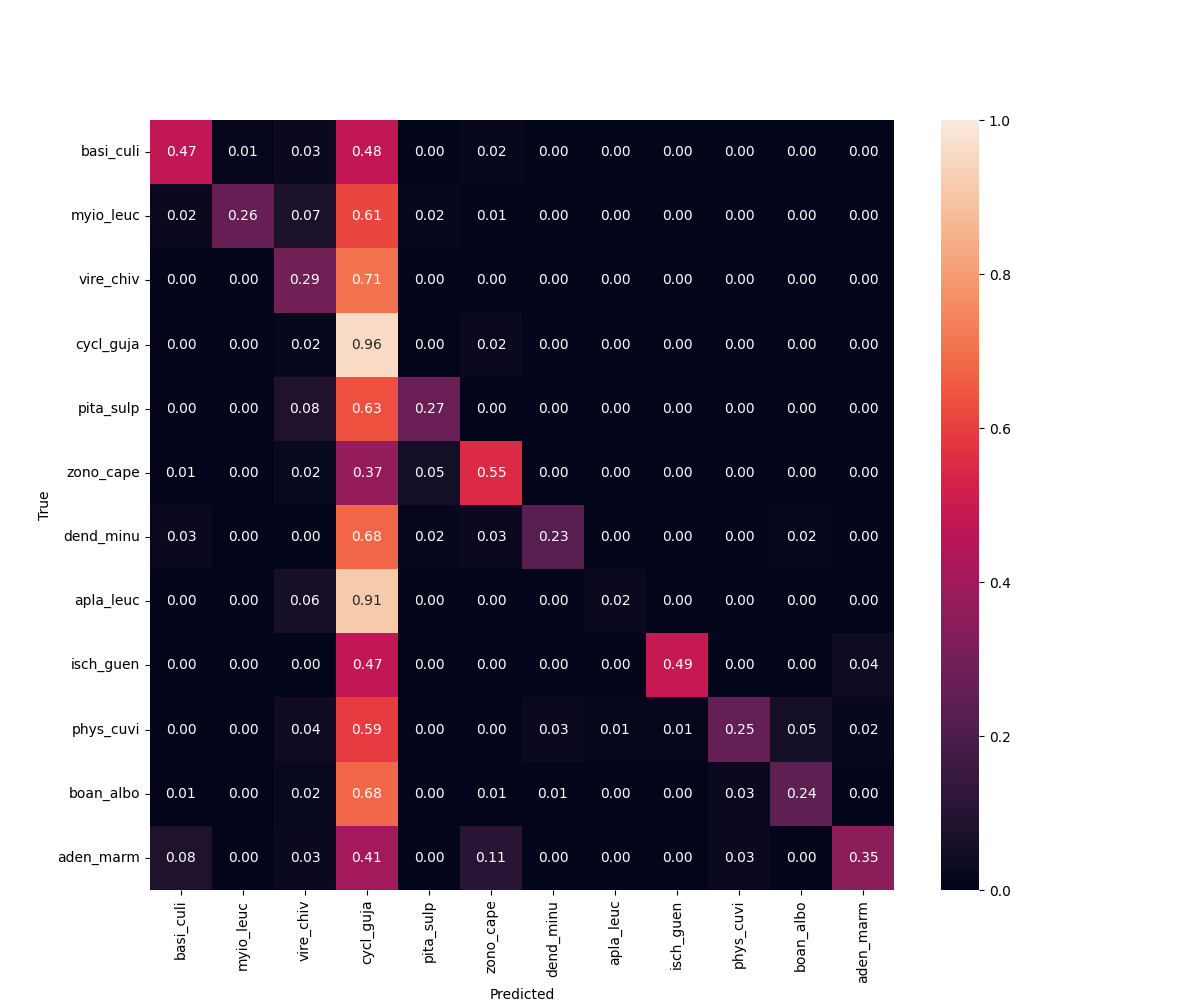 1.0
basi_culi 0.47 0.01 0.03 0.48 0.00 0.02 0.00 0.00 0.00 0.00 0.00 0.00
myio_leuc 0.02 0.26 0.07 0.61 0.02 0.01 0.00 0.00 0.00 0.00 0.00 0.00
0.8
vire_chiv 0.00 0.00 0.29 0.71 0.00 0.00 0.00 0.00 0.00 0.00 0.00 0.00
cycl_guja 0.00 0.00 0.02 0.96 0.00 0.02 0.00 0.00 0.00 0.00 0.00 0.00
pita_sulp 0.00 0.00 0.08 0.63 0.27 0.00 0.00 0.00 0.00 0.00 0.00 0.00
0.6
zono_cape 0.01 0.00 0.02 0.37 0.05 0.55 0.00 0.00 0.00 0.00 0.00 0.00
True
dend_minu 0.03 0.00 0.00 0.68 0.02 0.03 0.23 0.00 0.00 0.00 0.02 0.00
0.4
apla_leuc 0.00 0.00 0.06 0.91 0.00 0.00 0.00 0.02 0.00 0.00 0.00 0.00
isch_guen 0.00 0.00 0.00 0.47 0.00 0.00 0.00 0.00 0.49 0.00 0.00 0.04
phys_cuvi 0.00 0.00 0.04 0.59 0.00 0.00 0.03 0.01 0.01 0.25 0.05 0.02
0.2
boan_albo 0.01 0.00 0.02 0.68 0.00 0.01 0.01 0.00 0.00 0.03 0.24 0.00
aden_marm 0.08 0.00 0.03 0.41 0.00 0.11 0.00 0.00 0.00 0.03 0.00 0.35
0.0
basi_culi myio_leuc vire_chiv cycl_guja pita_sulp zono_cape dend_minu apla_leuc isch_guen phys_cuvi boan_albo aden_marm
Predicted